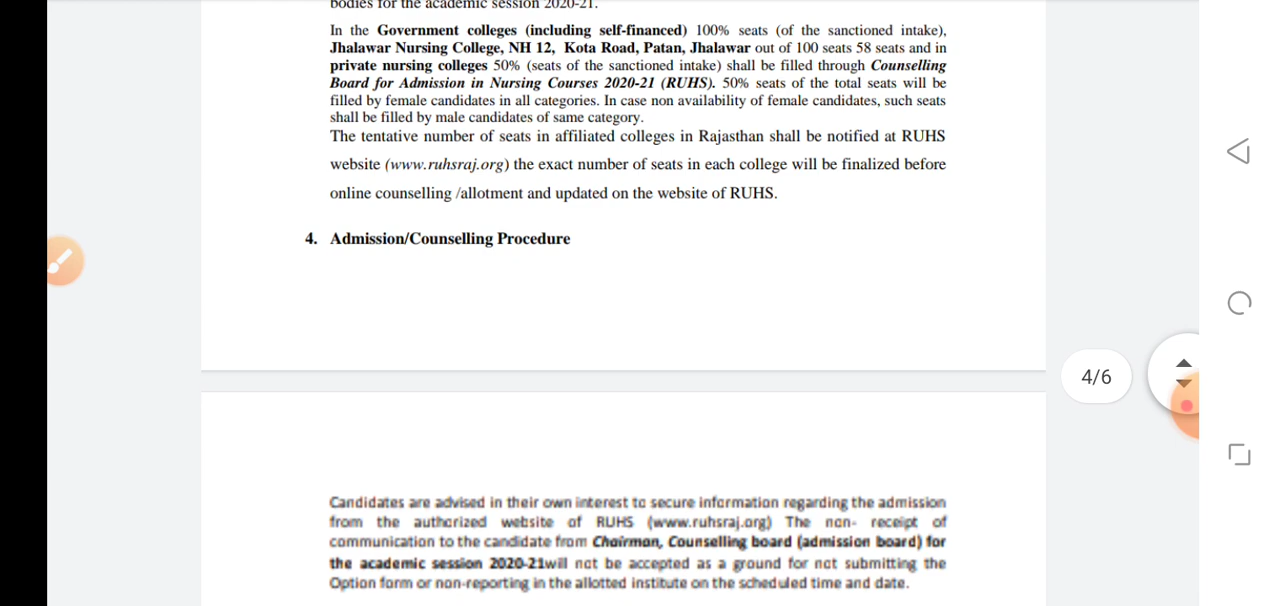 bodies for the academic session 2020-21.
In the Government colleges (including self-financed) 100% seats (of the sanctioned intake),
Jhalawar Nursing College, NH 12, Kota Road, Patan, Jhalawar out of 100 seats 58 seats and in
private nursing colleges 50% (seats of the sanctioned intake) shall be filled through Counselling
Board for Admission in Nursing Courses 2020-21 (RUHS). 50% seats of the total seats will be
filled by female candidates in all categories. In case non availability of female candidates, such seats
shall be filled by male candidates of same category.
The tentative number of seats in affiliated colleges in Rajasthan shall be notified at RUHS
website (www.ruhsraj.org) the exact number of seats in each college will be finalized before
online counselling /allotment and updated on the website of RUHS.
4. Admission/Counselling Procedure
4/6
Candidates are advised in their own interest to secure information regarding the admission
from the authorized website of RUHS (www.ruhsraj.org) The non- receipt of
communication to the candidate from Chairman, Counselling board (admission board) for
the academic session 2020-21will not be accepted as a ground for not submitting the
Option form or non-reporting in the allotted institute on the scheduled time and date.